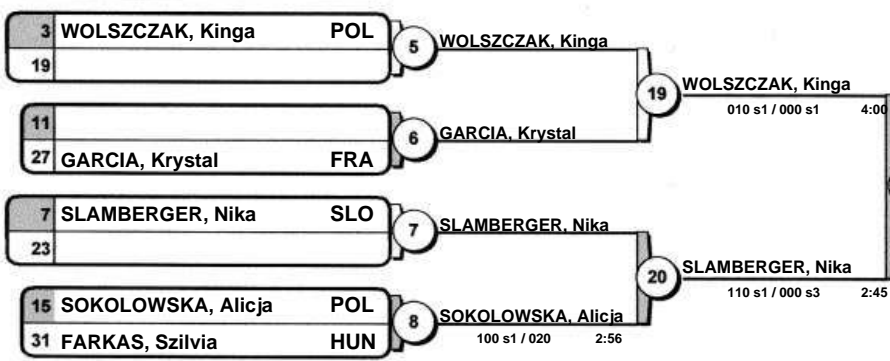 3 WOLSZCZAK, Kinga POL
19
5
WOLSZCZAK, Kinga
11
27 GARCIA, Krystal FRA
6
GARCIA, Krystal
19
WOLSZCZAK, Kinga
010 s1 / 000 s1 4:00
7 SLAMBERGER, Nika SLO
23
7
SLAMBERGER, Nika
15 SOKOLOWSKA, Alicja POL
31 FARKAS, Szilvia HUN
8
SOKOLOWSKA, Alicja
100 s1 / 020 2:56
20
SLAMBERGER, Nika
110 s1 / 000 s3 2:45